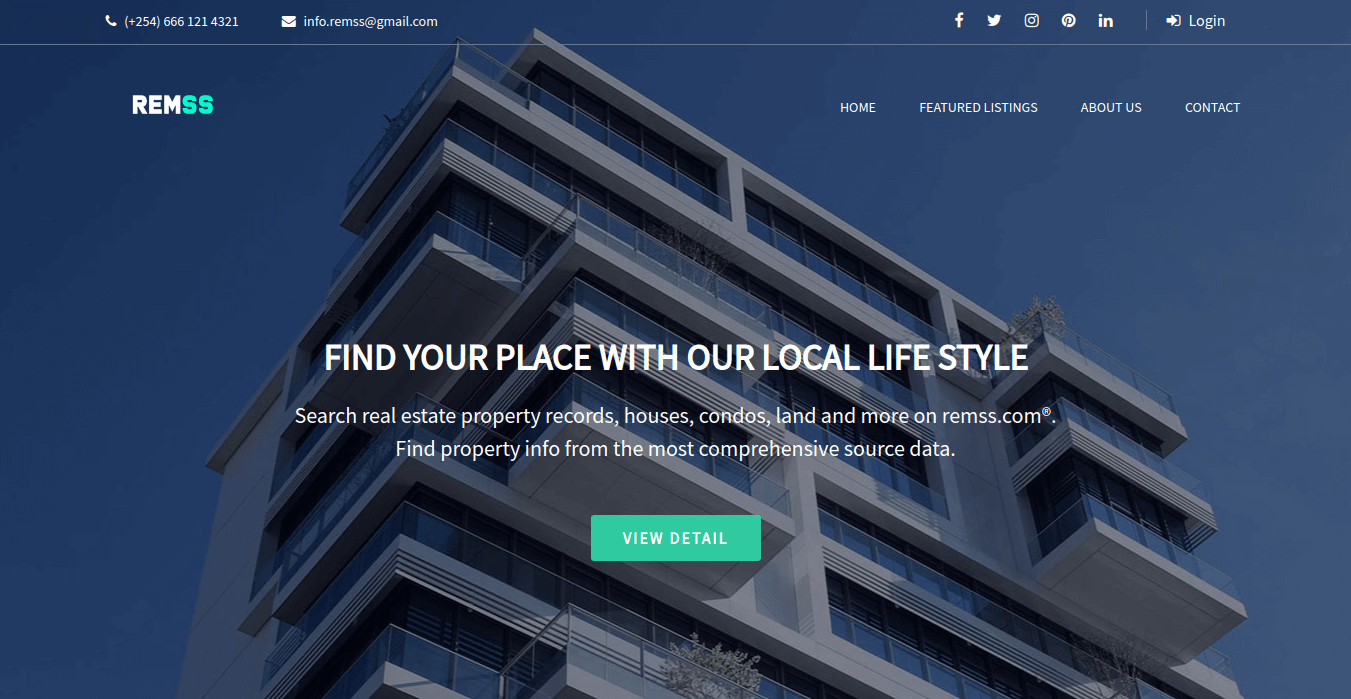 (+254) 666 121 4321
info.remss@gmail.com
Login
REMSS
HOME
FEATURED LISTINGS
ABOUT US
CONTACT
FIND YOUR PLACE WITH OUR LOCAL LIFE STYLE
Search real estate property records, houses, condos, land and more on remss.com®.
Find property info from the most comprehensive source data.
VIEW DETAIL